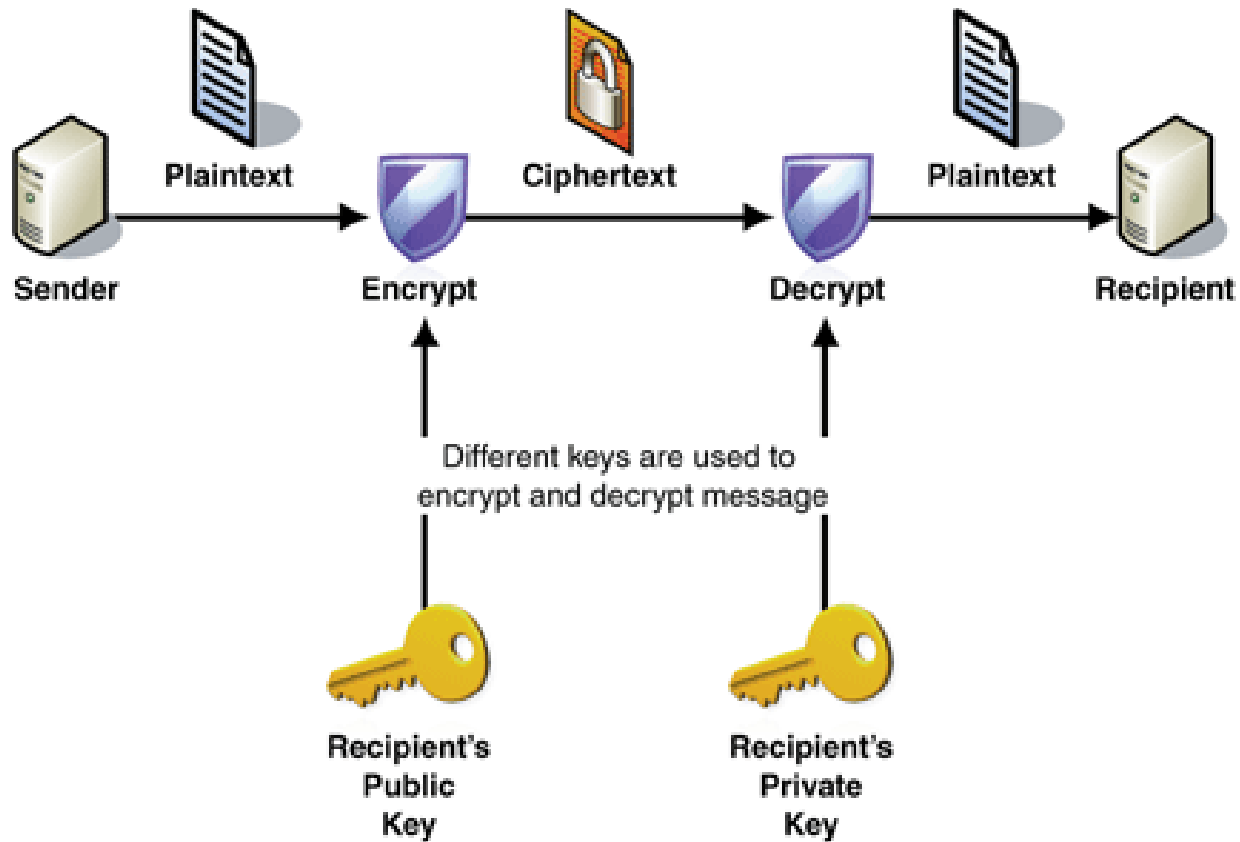 Plaintext
Ciphertext
Plaintext
Sender
Encrypt
Decrypt
Recipient
Different keys are used to
encrypt and decrypt message
Recipient's
Public
Key
Recipient's
Private
Key